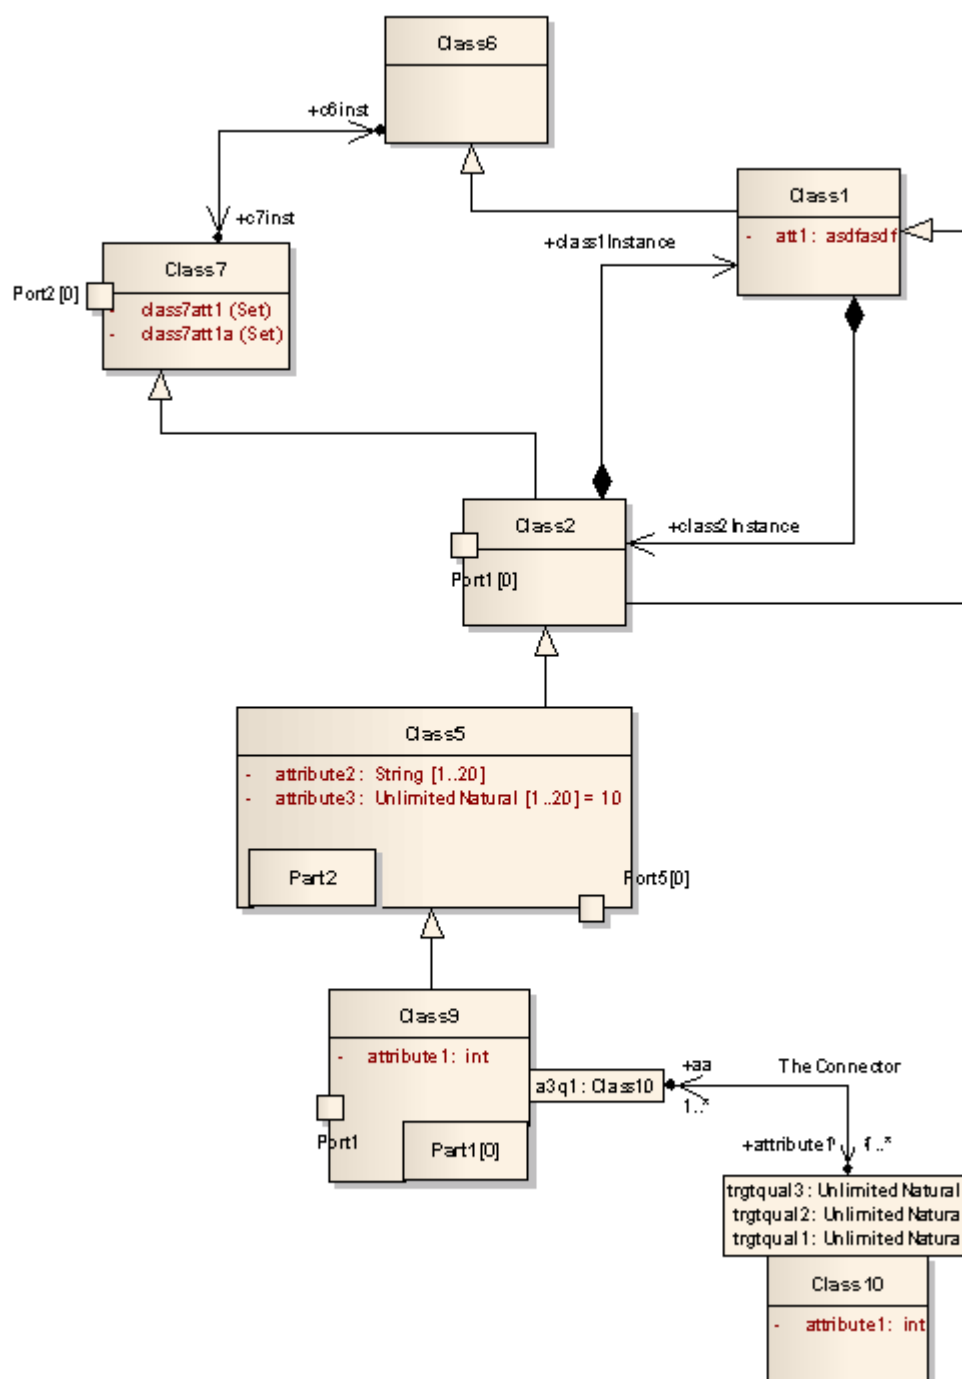 Class6
+c6inst
Class1
- att1: asdfasdf
+c7inst
+class1Instance
Class7
Port2 [0]
- class7att1 (Set)
- class7att1a (Set)
Class2
+class2Instance
Port1 [0]
Class5
- attribute2: String [1..20]
- attribute3: UnlimitedNatural [1..20] = 10
Part2
Port5[0]
Class9
- attribute1: int
+aa
The Connector
a3q1: Class10
1..*
Port1
Part1[0]
+attribute1
1..*
trgtqual3: UnlimitedNatural
trgtqual2: UnlimitedNatura
trgtqual1: UnlimitedNatura
Class10
- attribute1: int